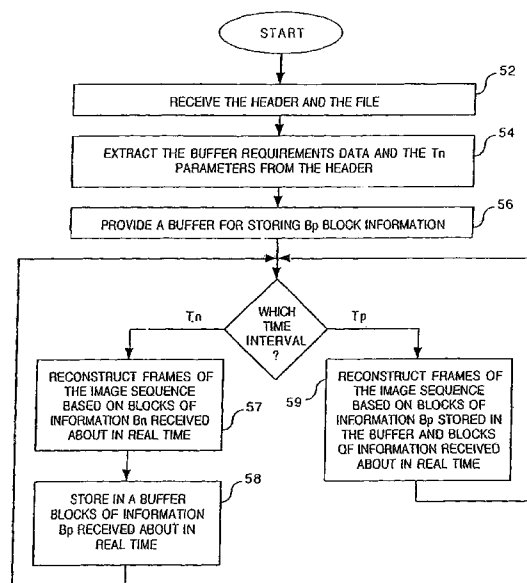 START
52
RECEIVE THE HEADER AND THE FILE
54
EXTRACT THE BUFFER REQUIREMENTS DATA AND THE Tn
PARAMETERS FROM THE HEADER
56
PROVIDE A BUFFER FOR STORING Bp BLOCK INFORMATION
WHICH
TIME
INTERVAL
?
Tn
Tp
RECONSTRUCT FRAMES OF
THE IMAGE SEQUENCE
BASED ON BLOCKS OF
INFORMATION Bn RECEIVED
ABOUT IN REAL TIME
57
59
RECONSTRUCT FRAMES OF
THE IMAGE SEQUENCE
BASED ON BLOCKS OF
INFORMATION Bp STORED
IN THE BUFFER AND BLOCKS
OF INFORMATION RECEIVED
ABOUT IN REAL TIME
58
STORE IN A BUFFER
BLOCKS OF INFORMATION
Bp RECEIVED ABOUT IN
REAL TIME